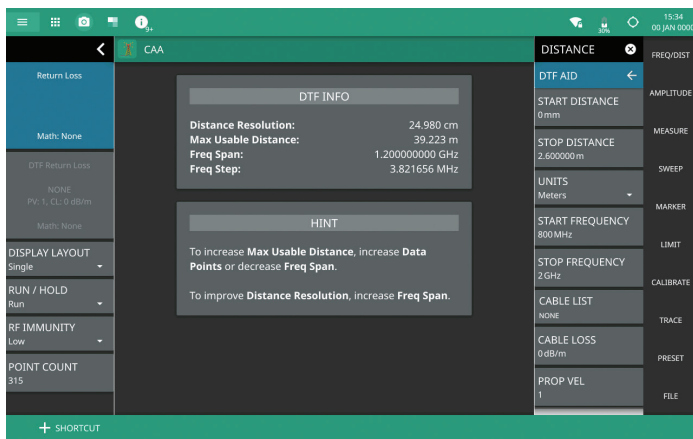 9+
30%
15:34
00 JAN 0000
CAA
DISTANCE
FREQ/DIST
Return Loss
Math: None
DTF Return Loss
NONE
PV: 1, CL: 0 dB/m
Math: None
DISPLAY LAYOUT
Single
RUN / HOLD
Run
RF IMMUNITY
Low
POINT COUNT
315
DTF INFO
Distance Resolution: 24.980 cm
Max Usable Distance: 39.223 m
Freq Span: 1.200000000 GHz
Freq Step: 3.821656 MHz
HINT
To increase Max Usable Distance, increase Data
Points or decrease Freq Span.
To improve Distance Resolution, increase Freq Span.
DTF AID
START DISTANCE
0 mm
STOP DISTANCE
2.600000 m
UNITS
Meters
START FREQUENCY
800 MHz
STOP FREQUENCY
2 GHz
CABLE LIST
NONE
CABLE LOSS
0 dB/m
PROP VEL
1
AMPLITUDE
MEASURE
SWEEP
MARKER
LIMIT
CALIBRATE
TRACE
PRESET
FILE
+ SHORTCUT